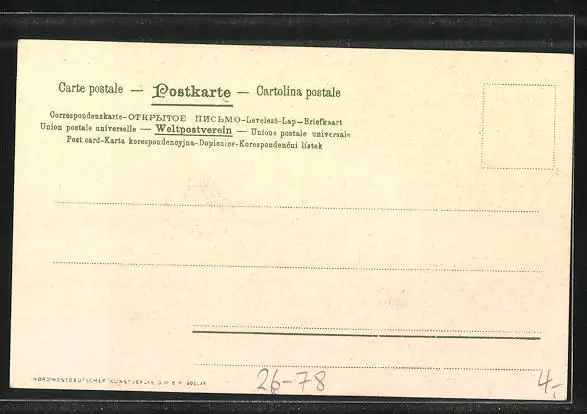 Carte postale — Postkarte — Cartolina postale
Correspondenzkarte-ОТКРЫТОЕ ПИСЬМО-Levelező-Lap-Briefkaart
Union postale universelle — Weltpostverein — Unione postale universale
Post card-Karta korespondencyjna-Dopisnice-Korespondenční lístek
NORDWESTDEUTSCHER KUNSTVERLAG G M B H GOSLAR
26-78
4,-